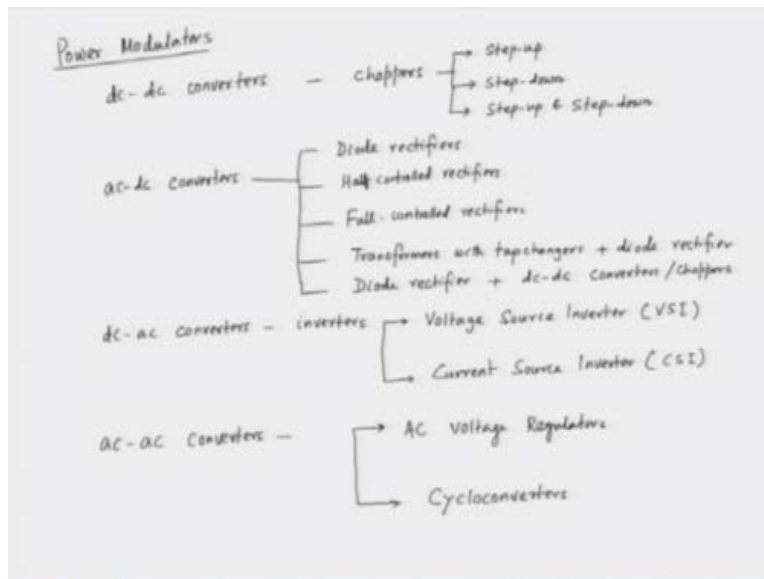 Power Modulators
dc-dc converters - choppers
Step-up
Step-down
Step-up & Step-down
ac-dc converters
Diode rectifiers
Half controlled rectifiers
Full-controlled rectifiers
Transformers with tapchangers + diode rectifier
Diode rectifier + dc-dc converters/choppers
dc-ac converters - inverters
Voltage Source Inverter (VSI)
Current Source Inverter (CSI)
ac-ac converters -
AC Voltage Regulators
Cycloconverters